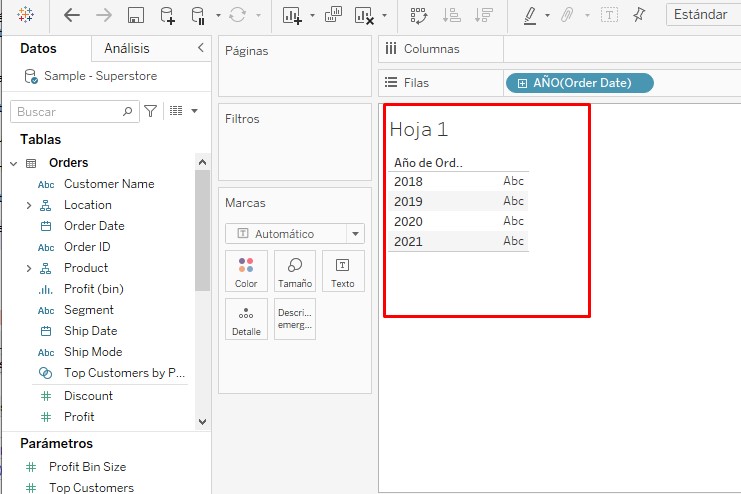 Estándar
Datos
Análisis
Sample - Superstore
Buscar
Tablas
Orders
Abc Customer Name
Location
Order Date
Abc Order ID
Product
Profit (bin)
Abc Segment
Ship Date
Abc Ship Mode
Top Customers by P...
Discount
Profit
Parámetros
Profit Bin Size
Top Customers
Páginas
Filtros
Marcas
T Automático
Color
Tamaño
T Texto
Detalle
Descri...
emerg...
Columnas
Filas
AÑO(Order Date)
Hoja 1
Año de Ord..
2018 Abc
2019 Abc
2020 Abc
2021 Abc